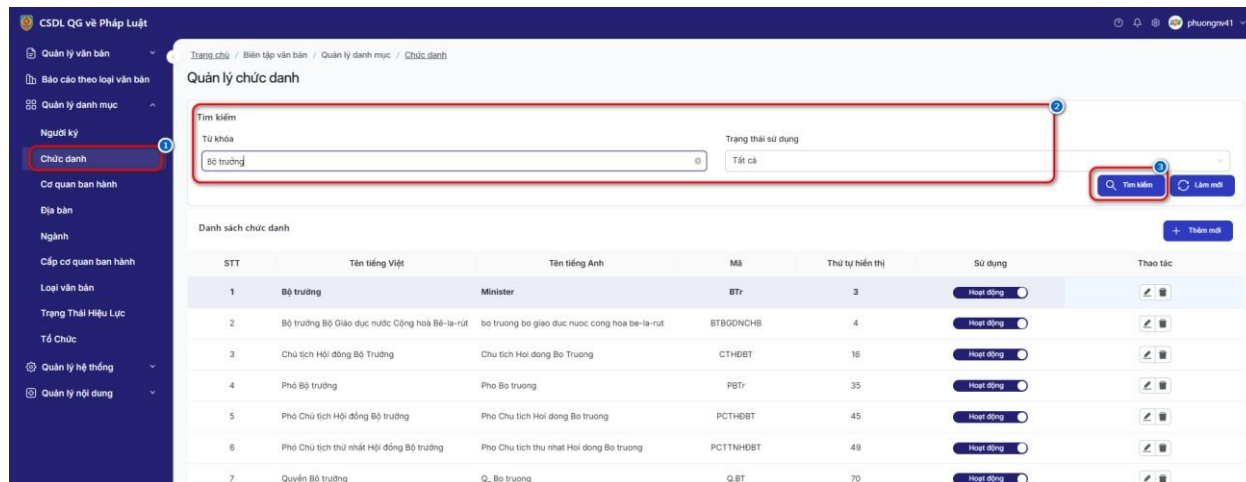 CSDL QG về Pháp Luật
phuongnv41
Quản lý văn bản
Báo cáo theo loại văn bản
Quản lý danh mục
Người ký
Chức danh
1
Cơ quan ban hành
Địa bàn
Ngành
Cấp cơ quan ban hành
Loại văn bản
Trạng Thái Hiệu Lực
Tổ Chức
Quản lý hệ thống
Quản lý nội dung
Trang chủ / Biên tập văn bản / Quản lý danh mục / Chức danh
Quản lý chức danh
2
Tìm kiếm
Từ khóa Trạng thái sử dụng
Bộ trưởng Tất cả
3
Tìm kiếm Làm mới
Danh sách chức danh Thêm mới
STT Tên tiếng Việt Tên tiếng Anh Mã Thứ tự hiển thị Sử dụng Thao tác
1 Bộ trưởng Minister BTr 3 Hoạt động
2 Bộ trưởng Bộ Giáo dục nước Cộng hoà Bê-la-rút bo truong bo giao duc nuoc cong hoa be-la-rut BTBGDNCHB 4 Hoạt động
3 Chủ tịch Hội đồng Bộ Trưởng Chu tich Hoi dong Bo Truong CTHĐBT 16 Hoạt động
4 Phó Bộ trưởng Pho Bo truong PBTr 35 Hoạt động
5 Phó Chủ tịch Hội đồng Bộ trưởng Pho Chu tich Hoi dong Bo truong PCTHĐBT 45 Hoạt động
6 Phó Chủ tịch thứ nhất Hội đồng Bộ trưởng Pho Chu tich thu nhat Hoi dong Bo truong PCTTNHĐBT 49 Hoạt động
7 Quyền Bộ trưởng Q_ Bo truong Q.BT 70 Hoạt động